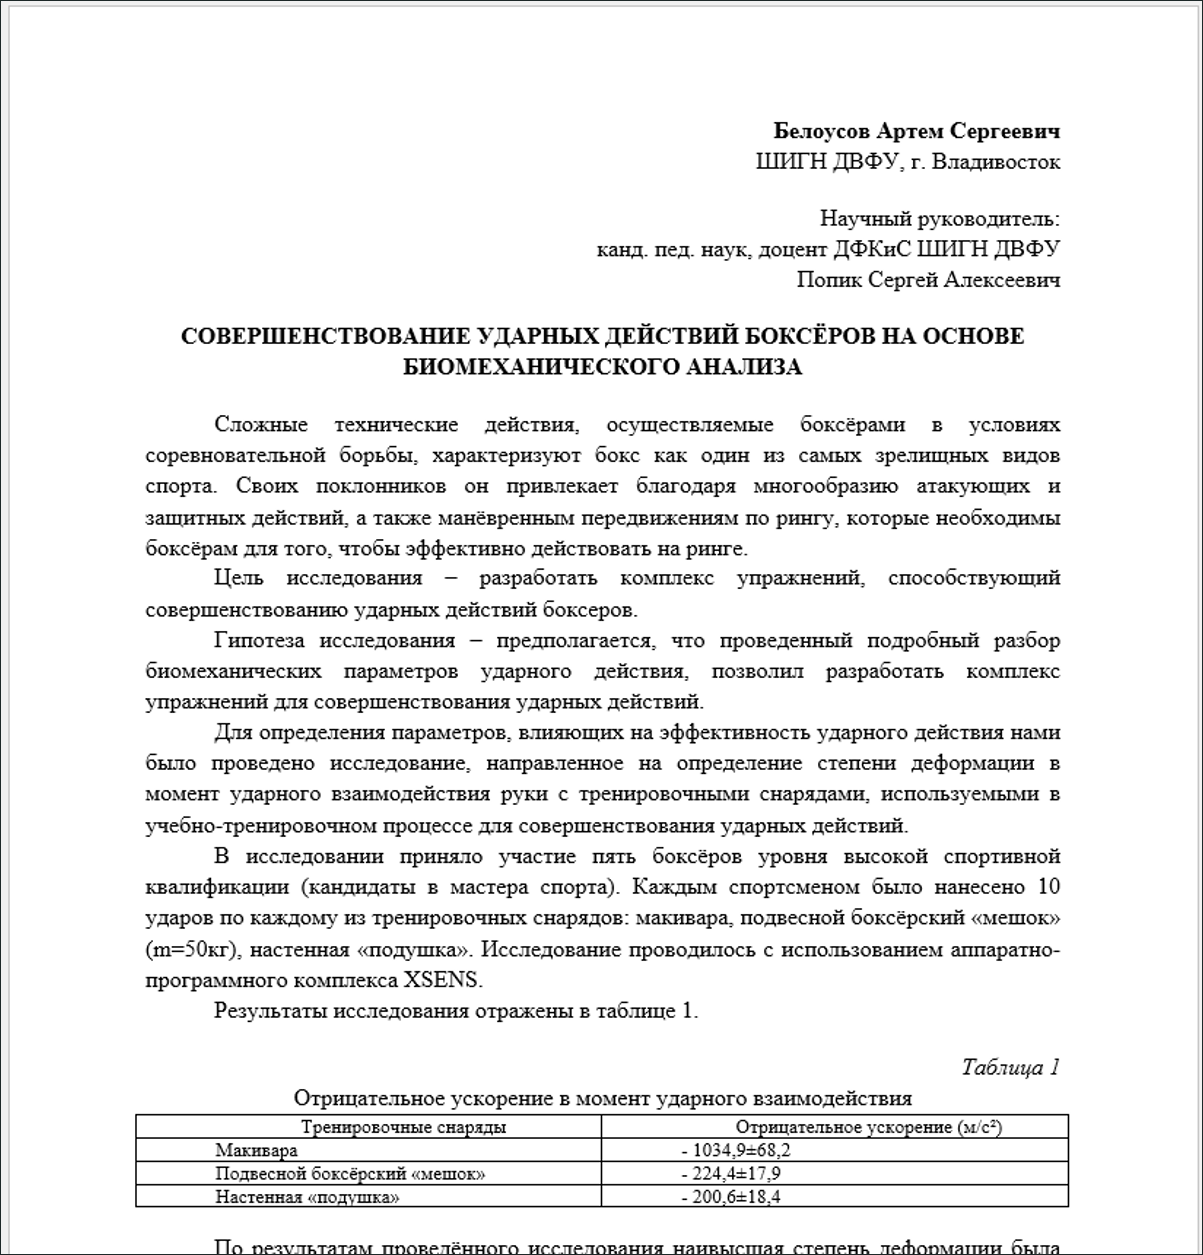 Белоусов Артем Сергеевич
ШИГН ДВФУ, г. Владивосток
Научный руководитель:
канд. пед. наук, доцент ДФКиС ШИГН ДВФУ
Попик Сергей Алексеевич
СОВЕРШЕНСТВОВАНИЕ УДАРНЫХ ДЕЙСТВИЙ БОКСЁРОВ НА ОСНОВЕ
БИОМЕХАНИЧЕСКОГО АНАЛИЗА
Сложные технические действия, осуществляемые боксёрами в условиях
соревновательной борьбы, характеризуют бокс как один из самых зрелищных видов
спорта. Своих поклонников он привлекает благодаря многообразию атакующих и
защитных действий, а также манёвренным передвижениям по рингу, которые необходимы
боксёрам для того, чтобы эффективно действовать на ринге.
Цель исследования – разработать комплекс упражнений, способствующий
совершенствованию ударных действий боксеров.
Гипотеза исследования – предполагается, что проведенный подробный разбор
биомеханических параметров ударного действия, позволил разработать комплекс
упражнений для совершенствования ударных действий.
Для определения параметров, влияющих на эффективность ударного действия нами
было проведено исследование, направленное на определение степени деформации в
момент ударного взаимодействия руки с тренировочными снарядами, используемыми в
учебно-тренировочном процессе для совершенствования ударных действий.
В исследовании приняло участие пять боксёров уровня высокой спортивной
квалификации (кандидаты в мастера спорта). Каждым спортсменом было нанесено 10
ударов по каждому из тренировочных снарядов: макивара, подвесной боксёрский «мешок»
(m=50кг), настенная «подушка». Исследование проводилось с использованием аппаратно-
программного комплекса XSENS.
Результаты исследования отражены в таблице 1.
Таблица 1
Отрицательное ускорение в момент ударного взаимодействия
Тренировочные снаряды Отрицательное ускорение (м/с²)
Макивара - 1034,9±68,2
Подвесной боксёрский «мешок» - 224,4±17,9
Настенная «подушка» - 200,6±18,4
По результатам проведённого исследования наивысшая степень деформации была